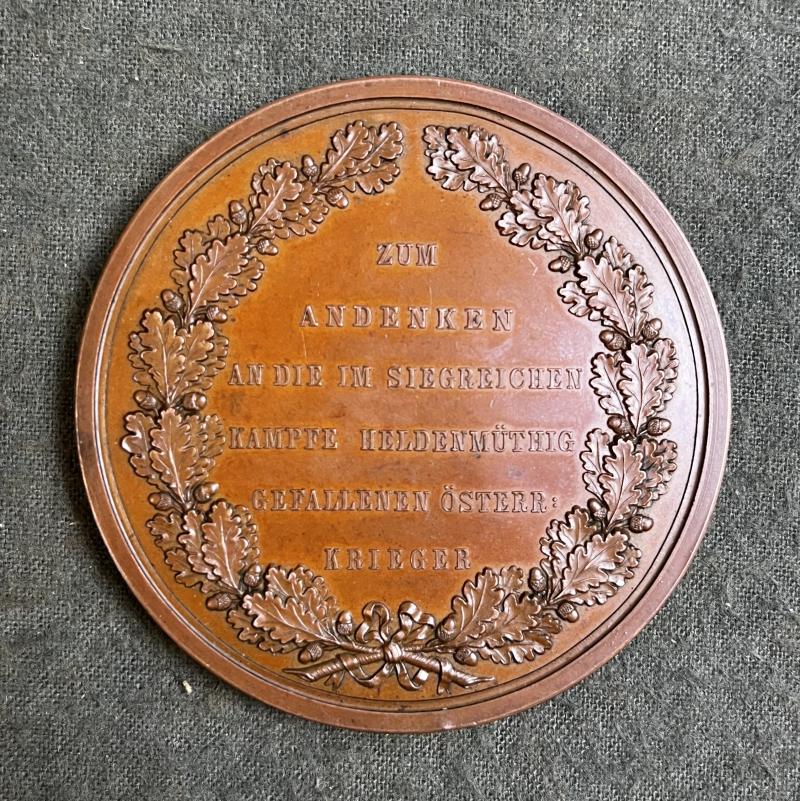 ZUM
ANDENKEN
AN DIE IM SIEGREICHEN
KAMPFE HELDENMÜTHIG
GEFALLENEN ÖSTERR:
KRIEGER